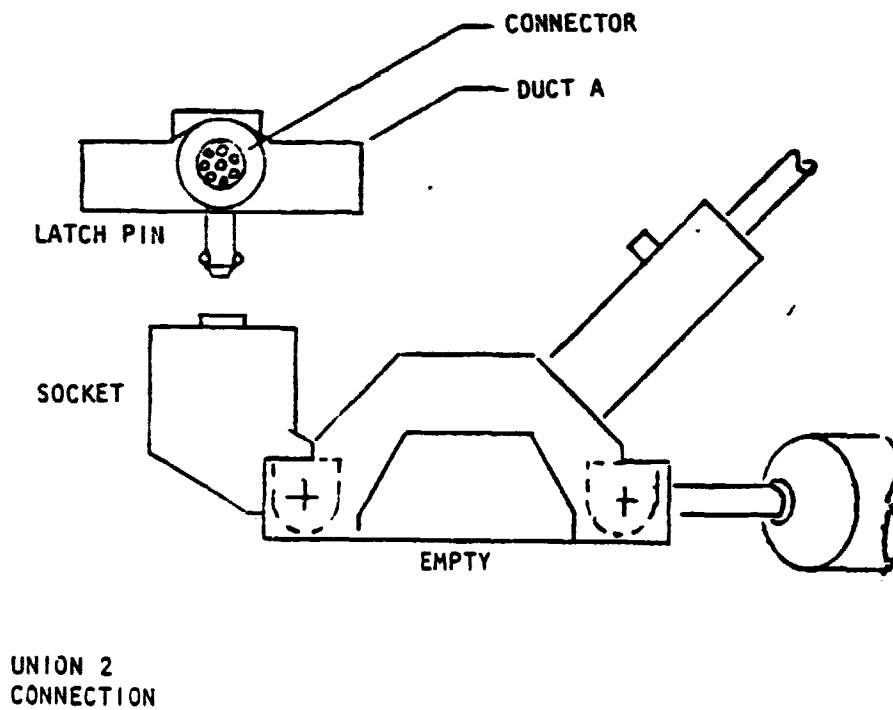 CONNECTOR
DUCT A
LATCH PIN
SOCKET
EMPTY
UNION 2
CONNECTION